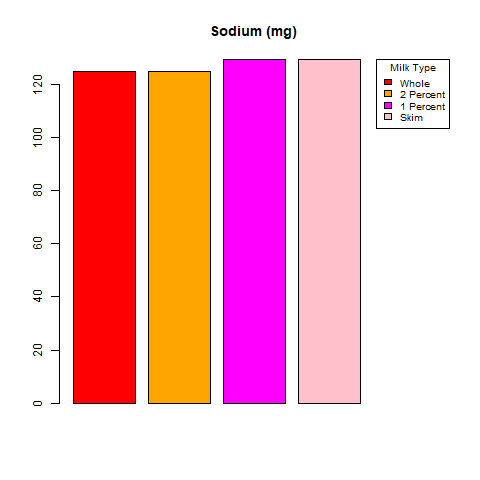 Sodium (mg)
Milk Type
Whole
2 Percent
1 Percent
Skim
120
100
80
60
40
20
0